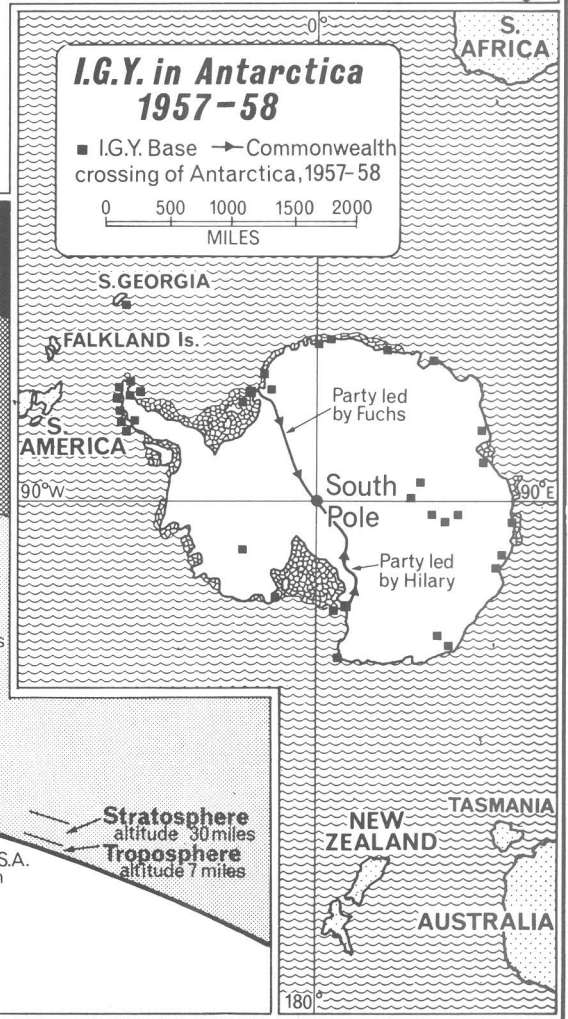 0°
S.
AFRICA
I.G.Y. in Antarctica
1957-58
■ I.G.Y. Base → Commonwealth
crossing of Antarctica, 1957-58
0 500 1000 1500 2000
MILES
S. GEORGIA
FALKLAND Is.
S.
AMERICA
Party led
by Fuchs
90°W
South
Pole
90°E
Party led
by Hilary
Stratosphere
altitude 30 miles
Troposphere
altitude 7 miles
S.A.
TASMANIA
NEW
ZEALAND
AUSTRALIA
180°